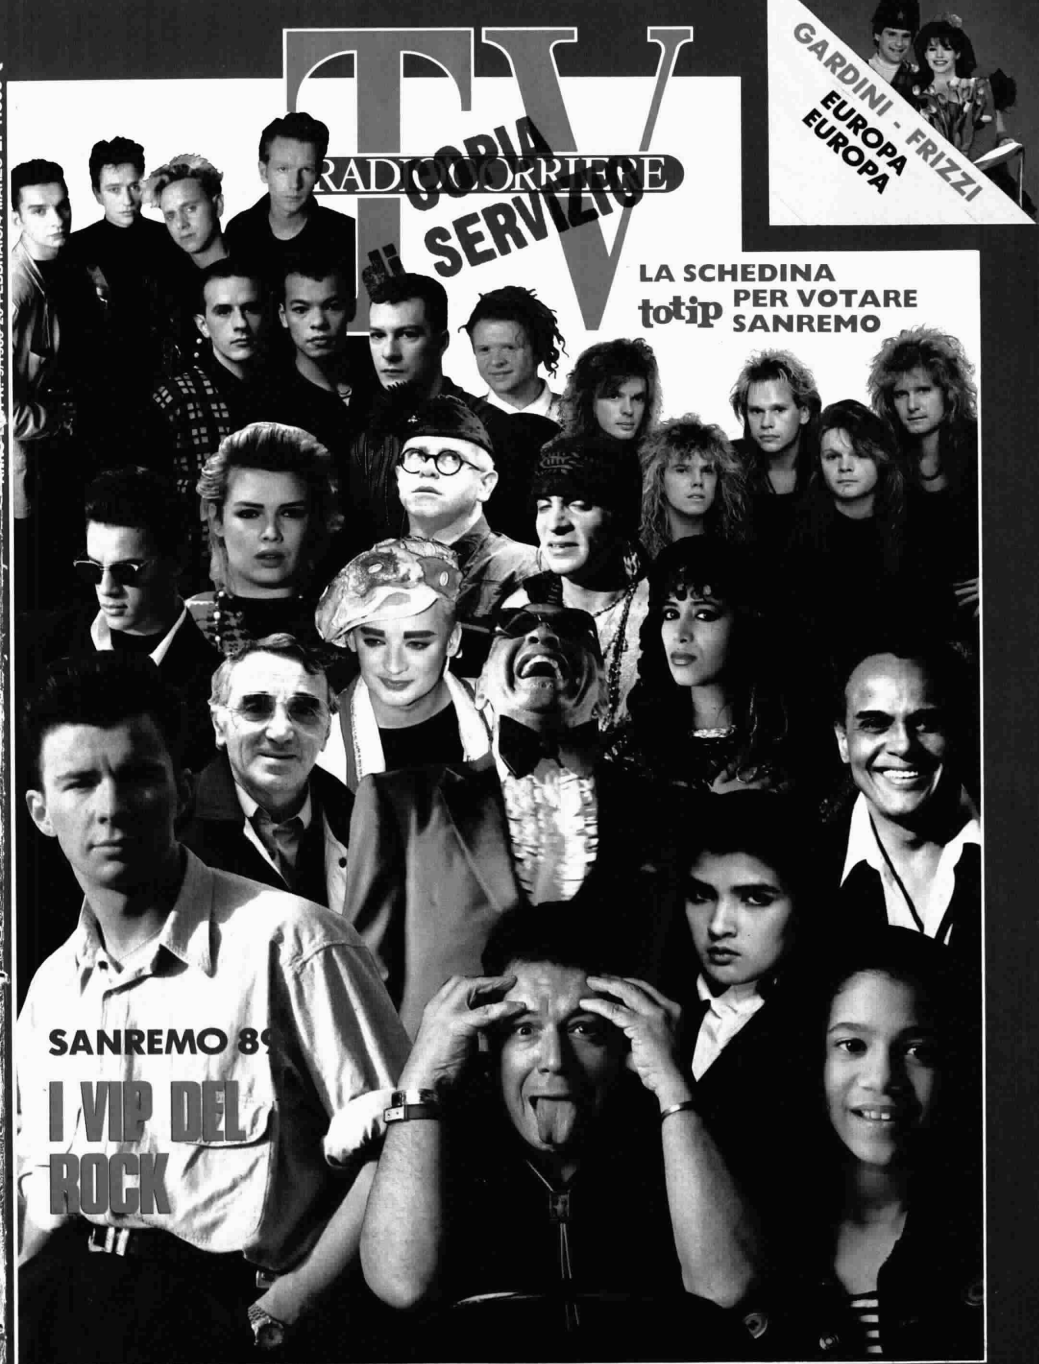 TV
RADIOCORRIERE
COPIA
di SERVIZIO
GARDINI - FRIZZI
EUROPA
EUROPA
LA SCHEDINA
totip PER VOTARE
SANREMO
SANREMO 89
I VIP DEL
ROCK